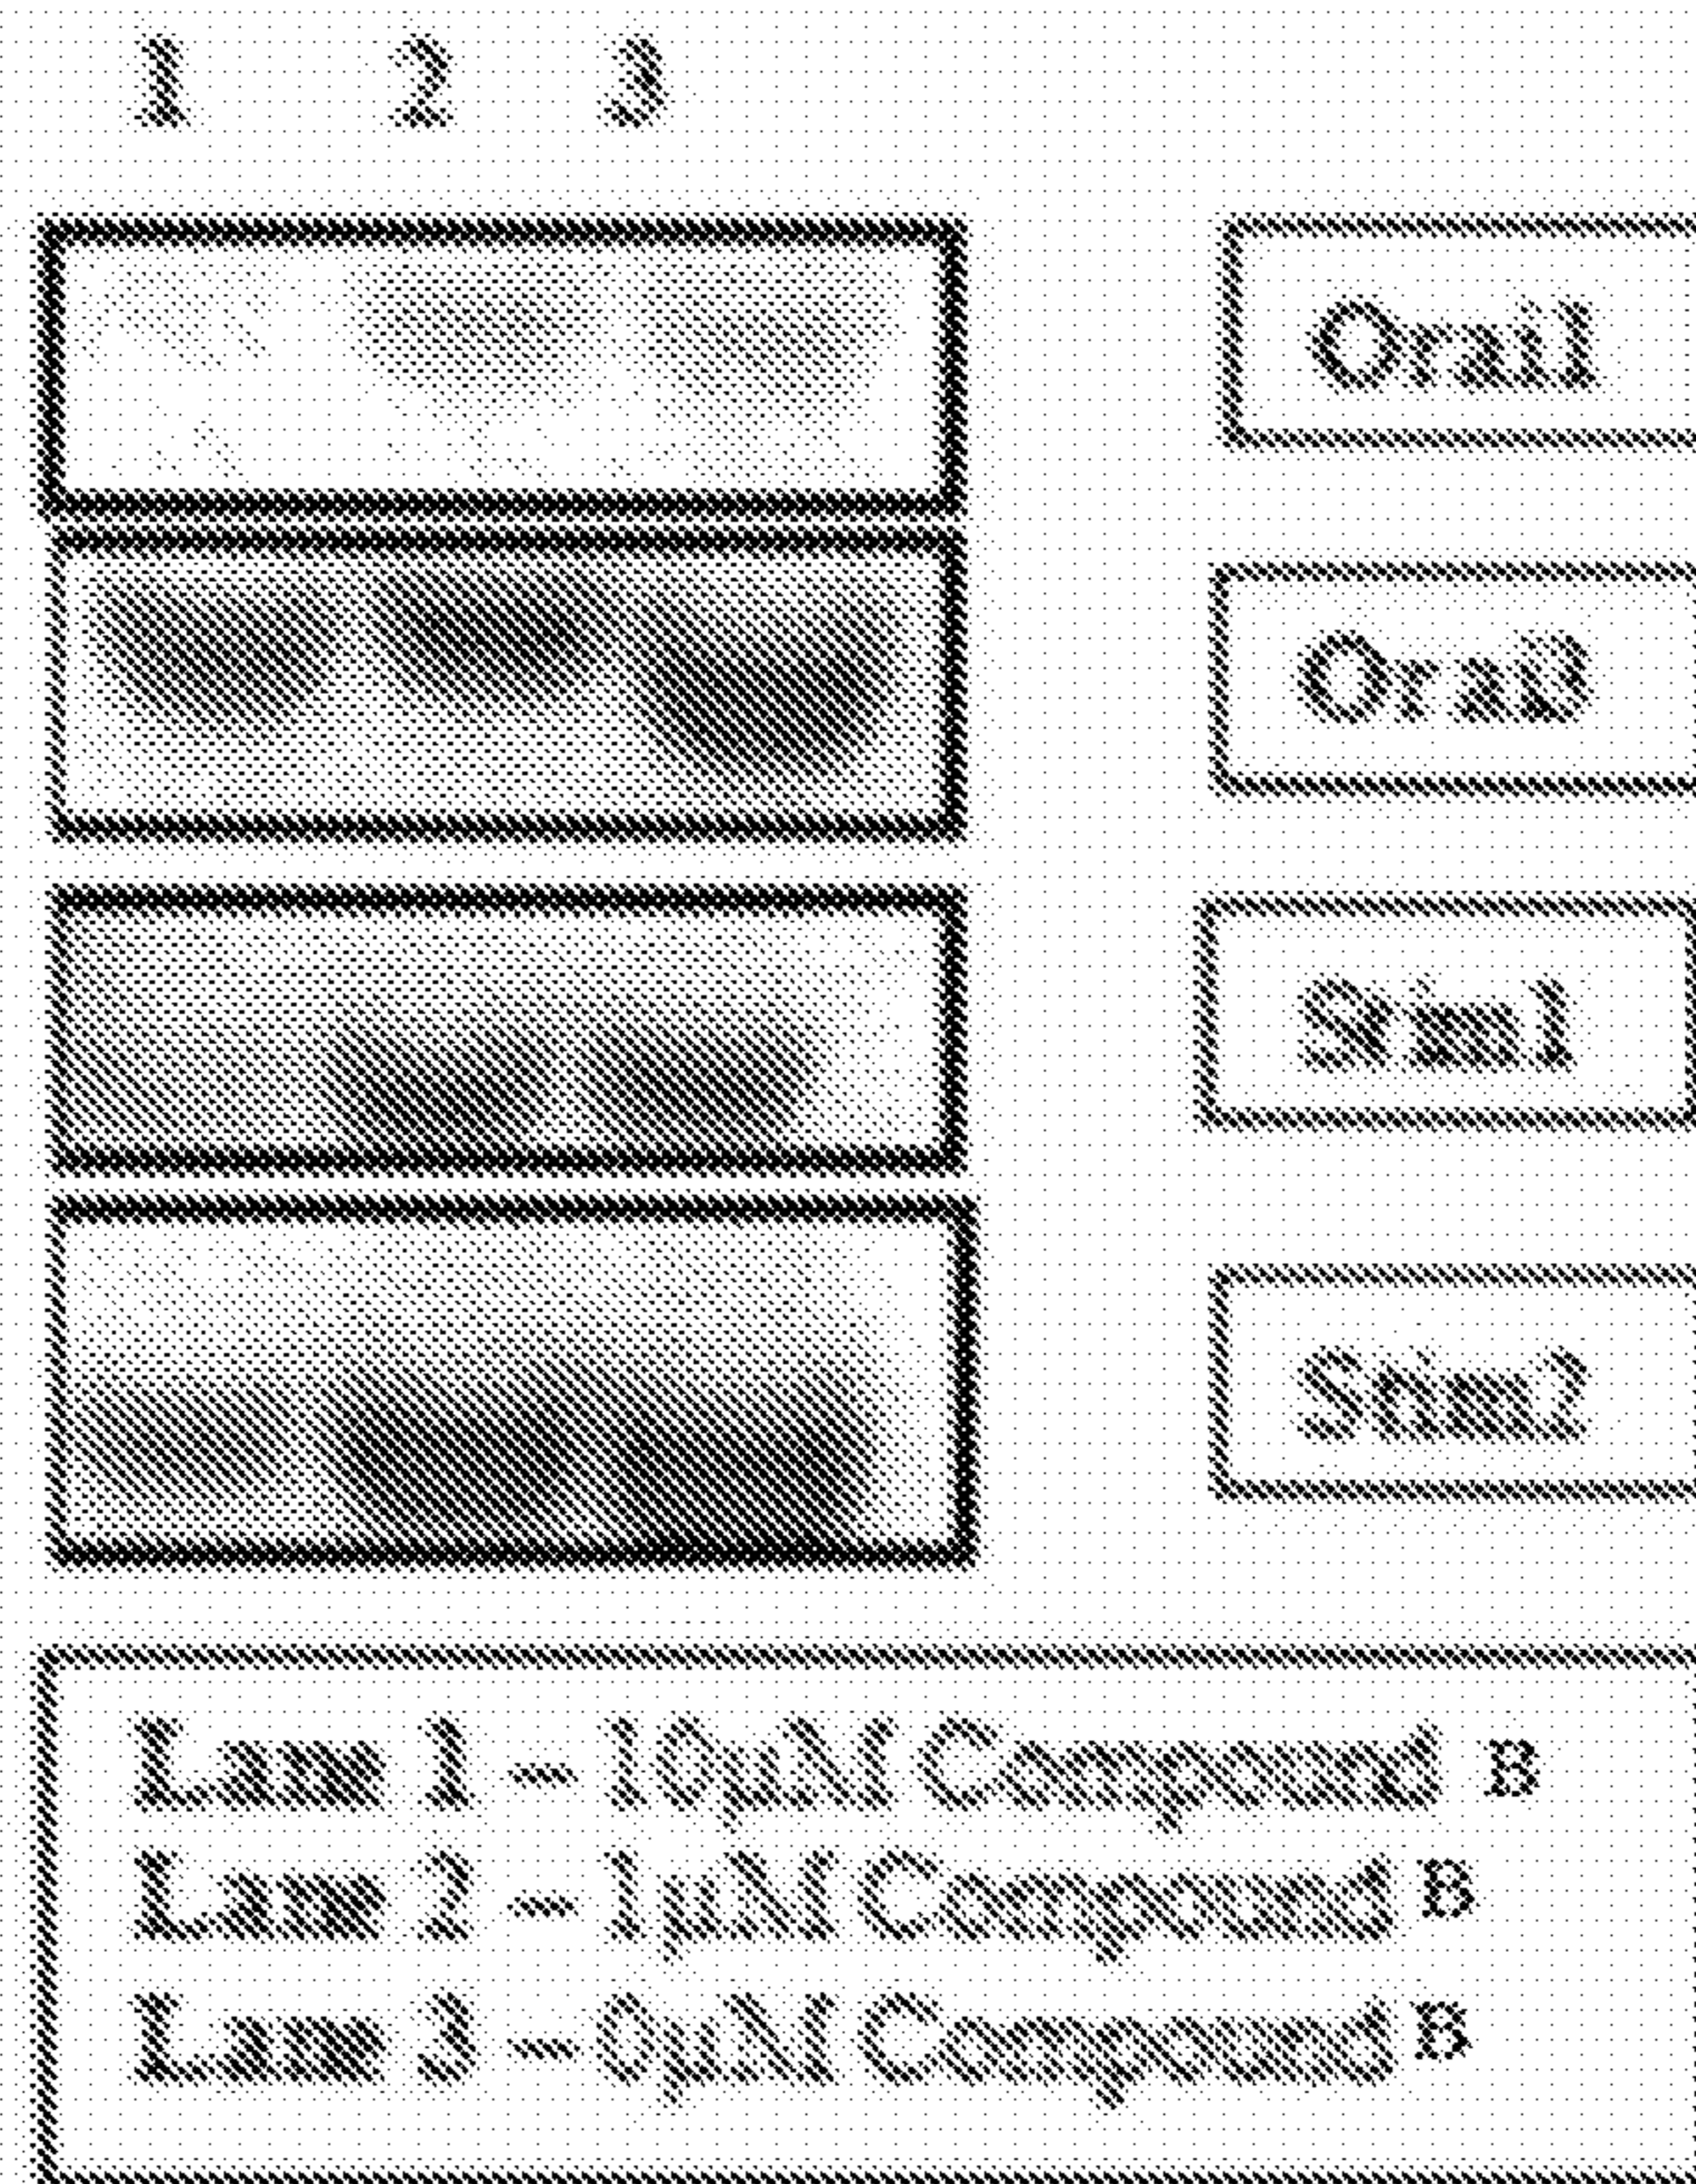 1 2 3
Orai1
Orai3
Stim1
Stim2
Lane 1 – 10µM Compound B
Lane 2 – 1µM Compound B
Lane 3 – 0µM Compound B